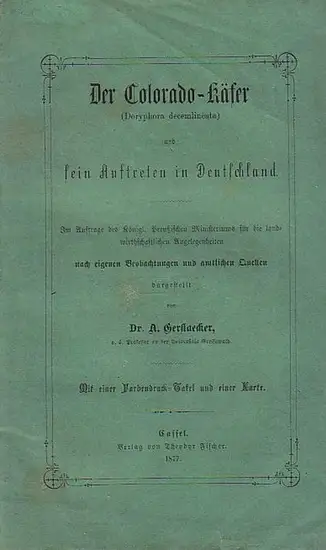 Der Colorado-Käfer
(Doryphora decemlineata)
und
sein Auftreten in Deutschland.
Im Auftrage des Königl. Preußischen Ministeriums für die land-
wirthschaftlichen Angelegenheiten
nach eigenen Beobachtungen und amtlichen Quellen
dargestellt
von
Dr. A. Gerstaecker,
o. ö. Professor an der Universität Greifswald.
Mit einer Farbendruck-Tafel und einer Karte.
Cassel.
Verlag von Theodor Fischer.
1877.